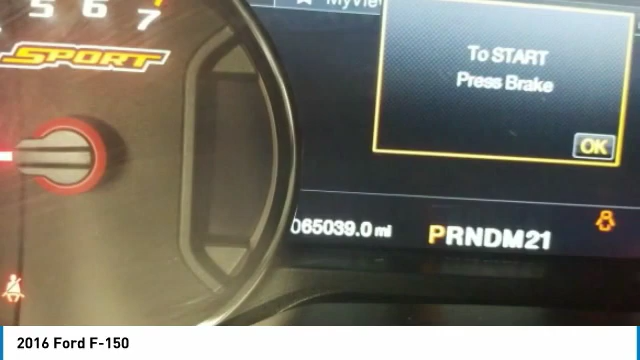 5 6 7
SPORT
To START
Press Brake
OK
065039.0 mi
PRNDM21
2016 Ford F-150